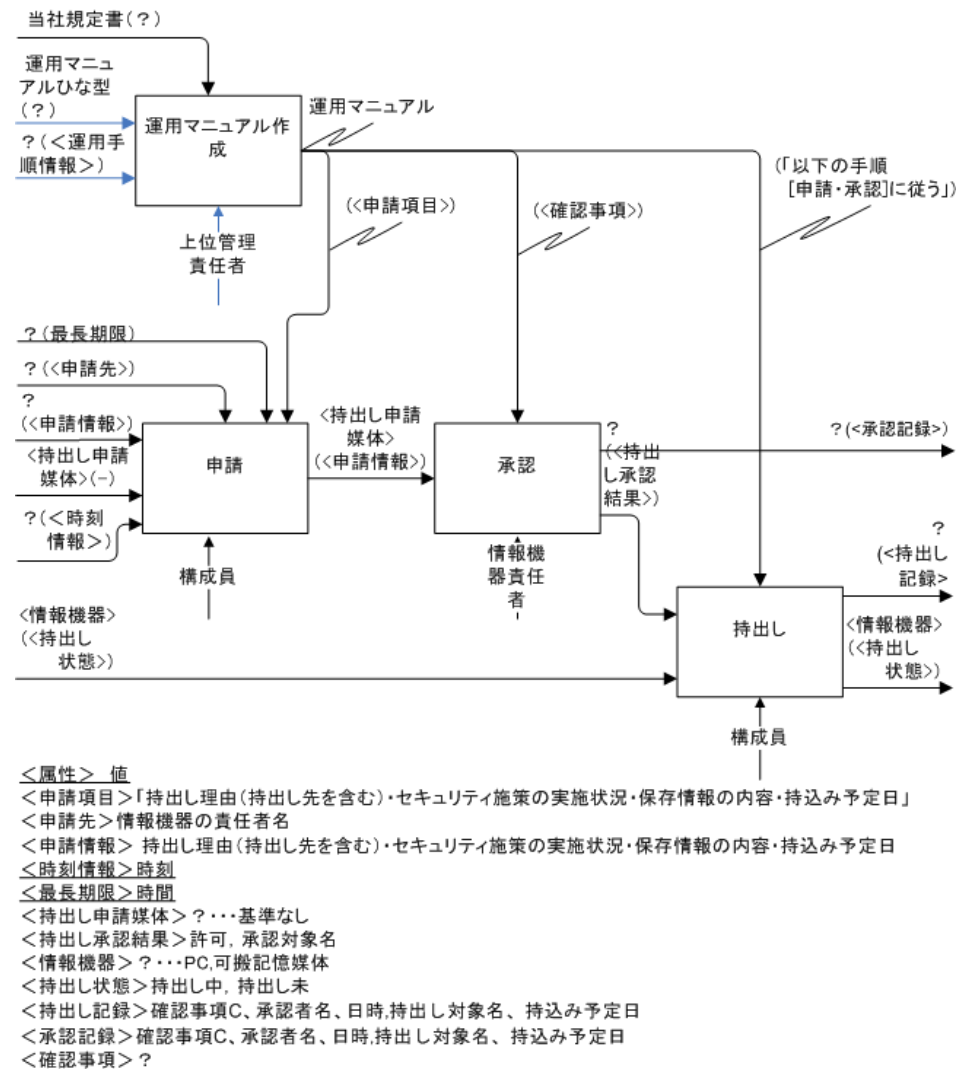 当社規定書(？)
運用マニュ
アルひな型
(？)
？(＜運用手
順情報＞)
運用マニュアル作
成
運用マニュアル
上位管理
責任者
(<申請項目>)
(<確認事項>)
(「以下の手順
[申請・承認]に従う」)
？(最長期限)
？(<申請先>)
？
(<申請情報>)
<持出し申請
媒体>(-)
？(＜時刻
情報＞)
申請
構成員
<持出し申請
媒体>
(<申請情報>)
承認
情報機
器責任
者
？
(<持出
し承認
結果>)
？(<承認記録>)
<情報機器>
(<持出し
状態>)
持出し
構成員
？
(<持出し
記録>
<情報機器>
(<持出し
状態>)
＜属性＞　値
＜申請項目＞「持出し理由(持出し先を含む)・セキュリティ施策の実施状況・保存情報の内容・持込み予定日」
＜申請先＞情報機器の責任者名
＜申請情報＞ 持出し理由(持出し先を含む)・セキュリティ施策の実施状況・保存情報の内容・持込み予定日
＜時刻情報＞時刻
＜最長期限＞時間
＜持出し申請媒体＞？・・・基準なし
＜持出し承認結果＞許可, 承認対象名
＜情報機器＞？・・・PC,可搬記憶媒体
＜持出し状態＞持出し中, 持出し未
＜持出し記録＞確認事項C、承認者名、日時,持出し対象名、持込み予定日
＜承認記録＞確認事項C、承認者名、日時,持出し対象名、持込み予定日
＜確認事項＞？